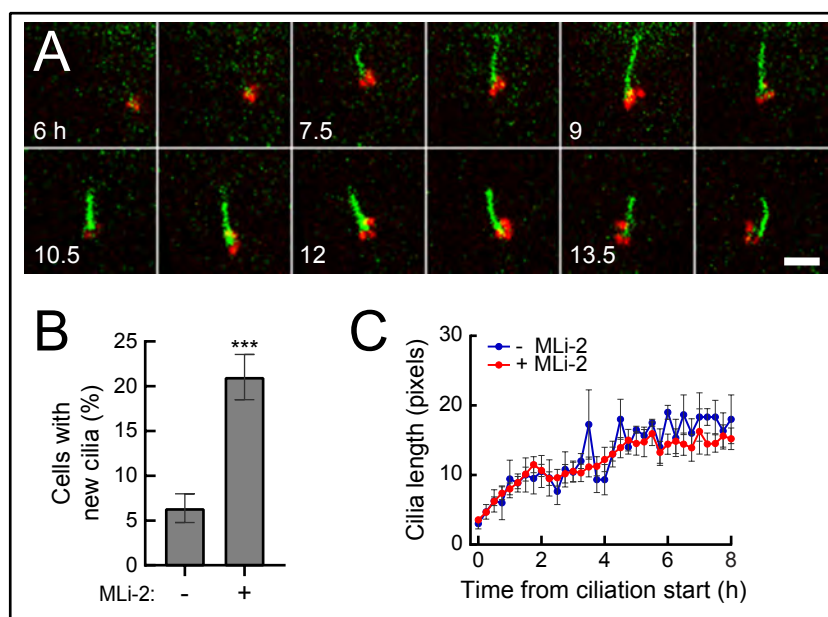 A
6 h
7.5
9
10.5
12
13.5
B
25
20
15
10
5
0
Cells with
new cilia (%)
***
MLi-2: - +
C
30
20
10
0
Cilia length (pixels)
- MLi-2
+ MLi-2
0 2 4 6 8
Time from ciliation start (h)